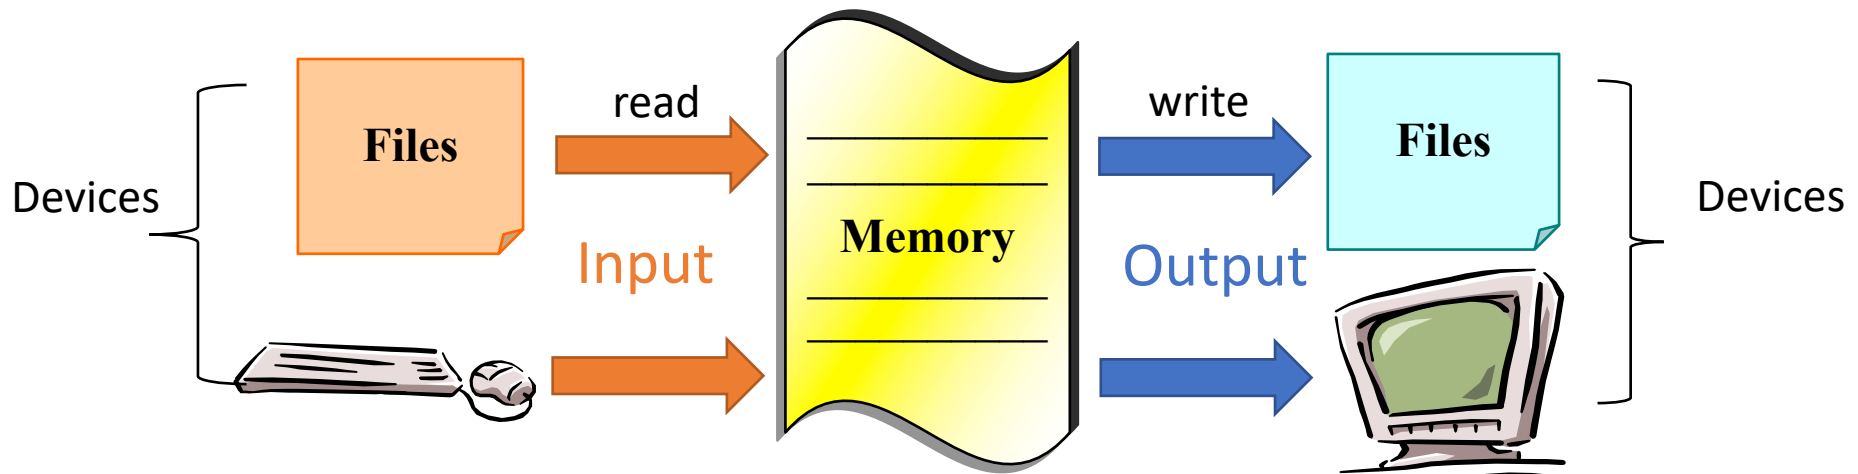 Devices
Files
read
Input
Memory
write
Output
Files
Devices